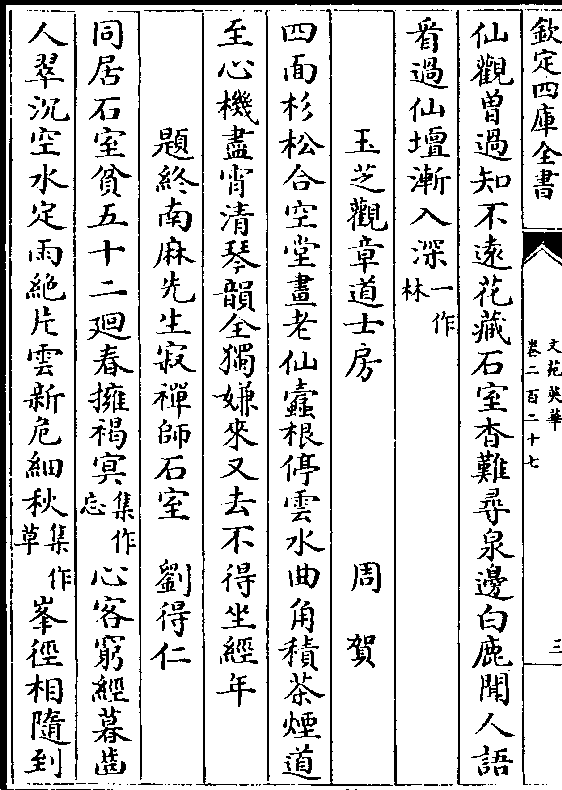 欽定四庫全書
文苑英華
卷二百二十七
三
仙觀曾過知不遠花藏石室杳難尋泉邊白鹿聞人語
看過仙壇漸入深一作林
玉芝觀章道士房 周賀
四面杉松合空堂畫老仙蠹根停雲水曲角積茶煙道
至心機盡宵清琴韻全獨嫌來又去不得坐經年
題終南麻先生寂禪師石室 劉得仁
同居石室貧五十二廻春擁褐冥集作忘心客窮經暮齒
人翠沉空水定雨絶片雲新危細秋集作草峯徑相隨到